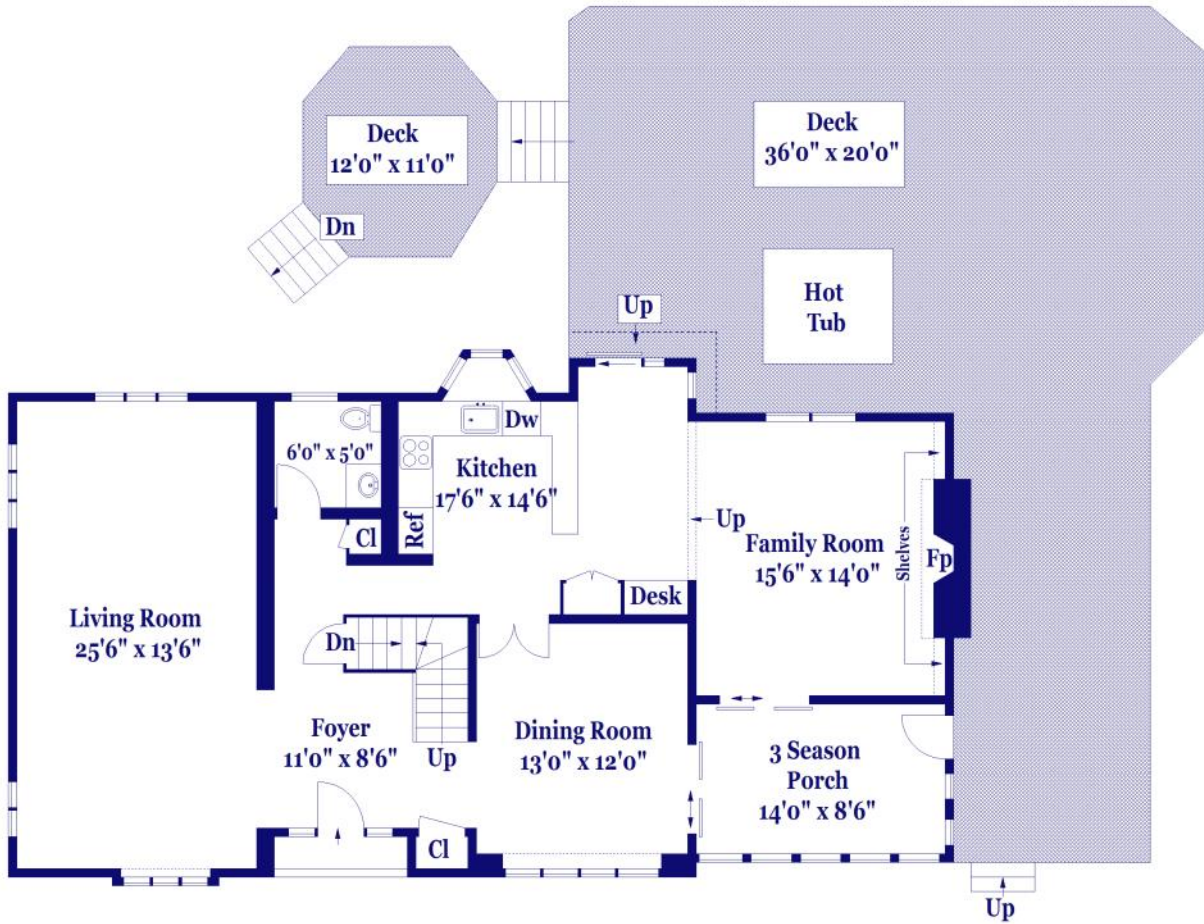 Deck
12'0" x 11'0"
Deck
36'0" x 20'0"
Dn
Hot
Tub
Up
Dw
6'0" x 5'0"
Kitchen
17'6" x 14'6"
Ref
Cl
Up
Family Room
15'6" x 14'0"
Shelves
Fp
Desk
Living Room
25'6" x 13'6"
Dn
Foyer
11'0" x 8'6"
Up
Dining Room
13'0" x 12'0"
3 Season
Porch
14'0" x 8'6"
Cl
Up